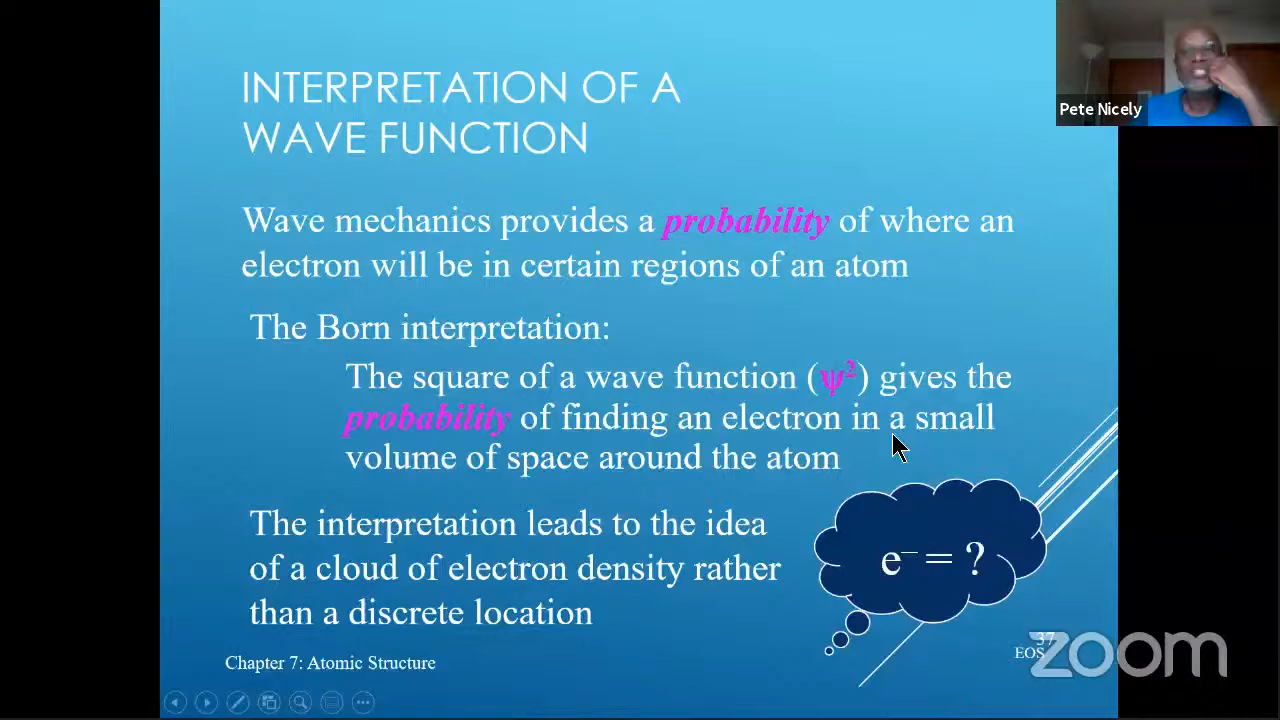 INTERPRETATION OF A
WAVE FUNCTION
Pete Nicely
Wave mechanics provides a probability of where an
electron will be in certain regions of an atom
The Born interpretation:
The square of a wave function (ψ²) gives the
probability of finding an electron in a small
volume of space around the atom
The interpretation leads to the idea
of a cloud of electron density rather
than a discrete location
e⁻ = ?
Chapter 7: Atomic Structure
37
EOS
zoom